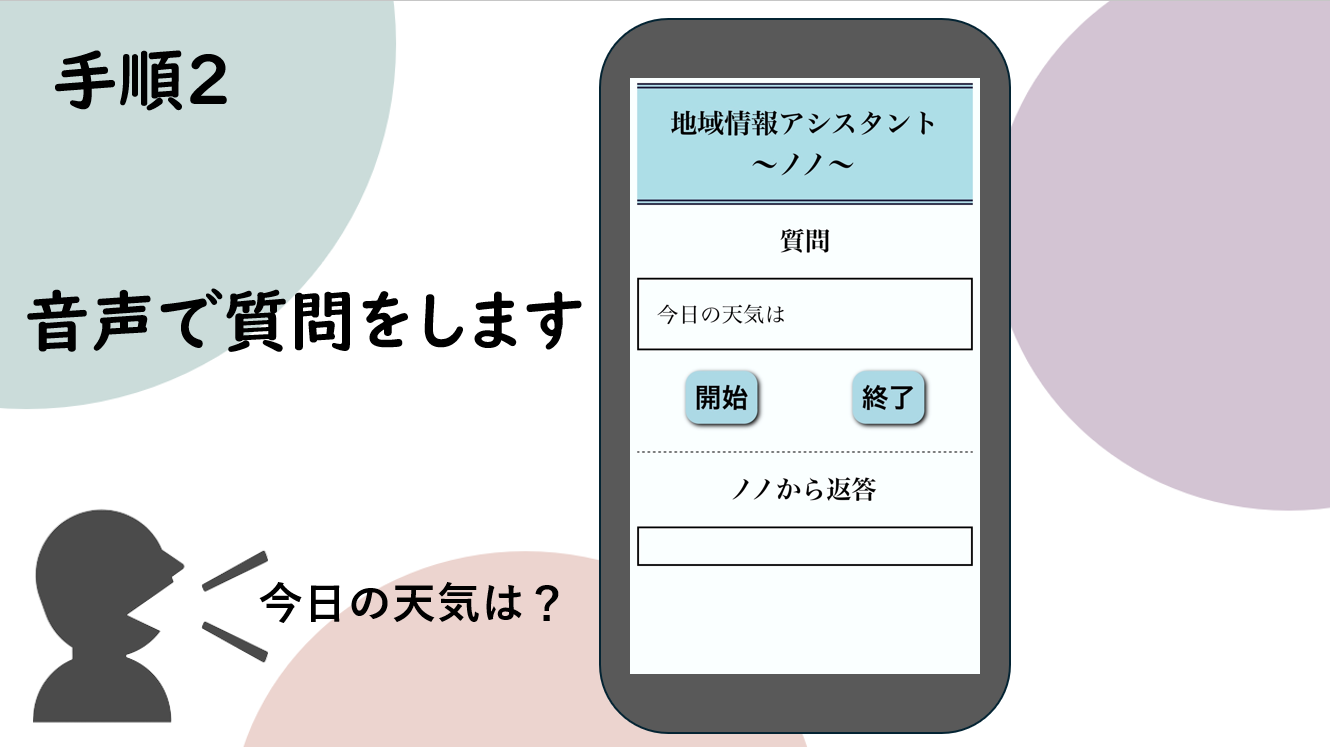 手順2
音声で質問をします
今日の天気は？
地域情報アシスタント
～ノノ～
質問
今日の天気は
開始
終了
ノノから返答